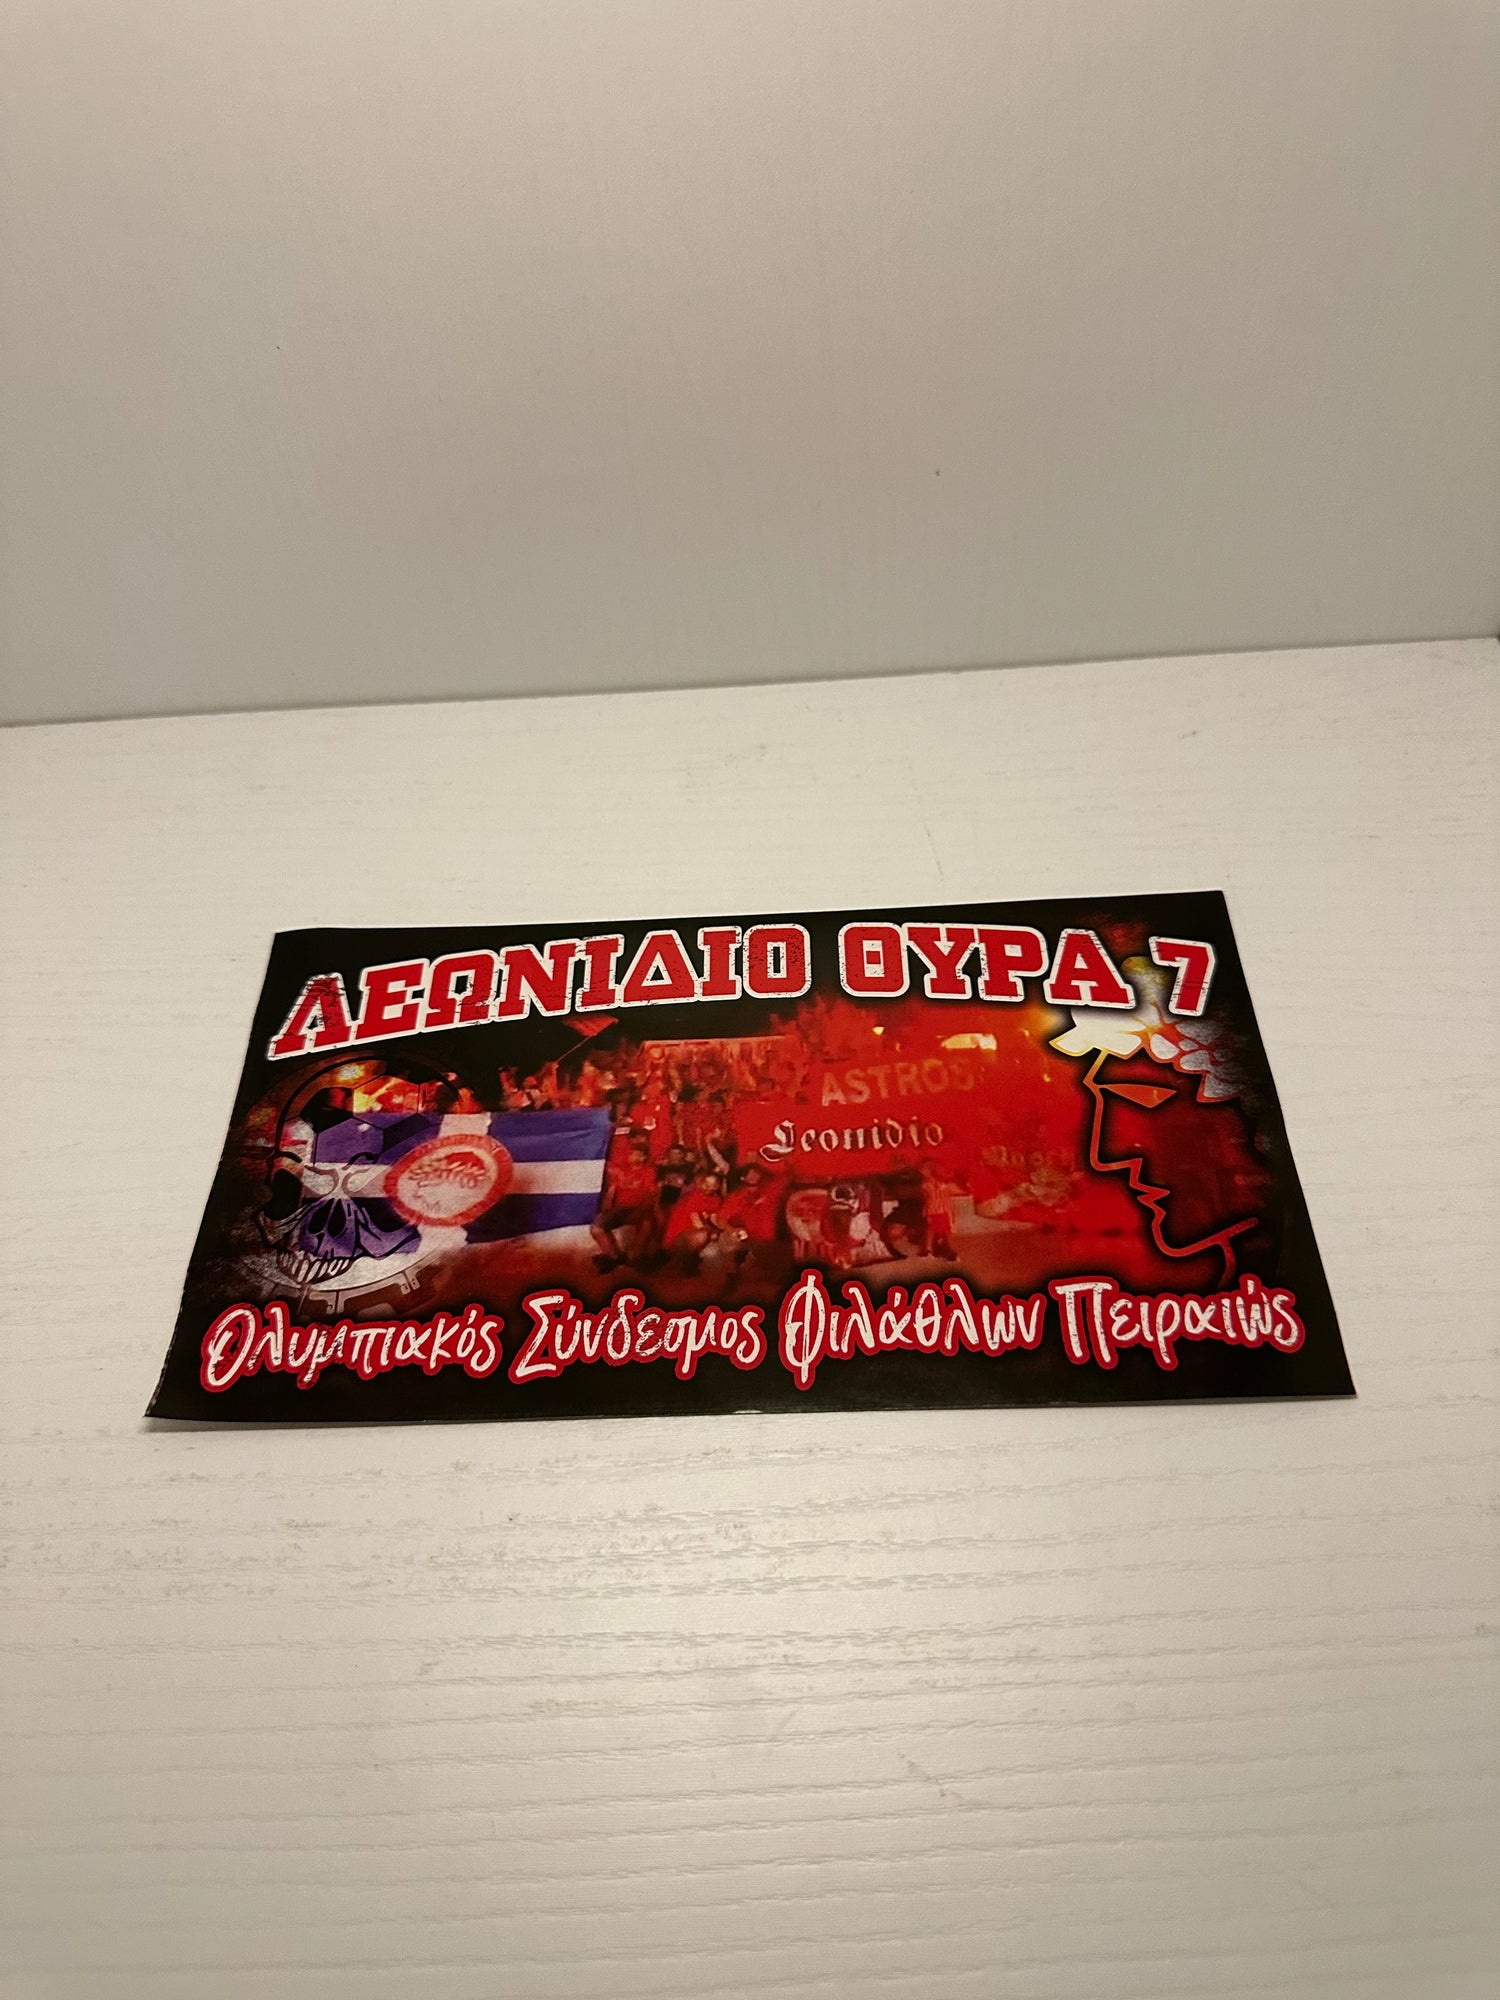 ΛΕΩΝΙΔΙΟ ΘΥΡΑ 7
ASTROS
Leonidio
Ολυμπιακός Σύνδεσμος Φιλάθλων Πειραιώς